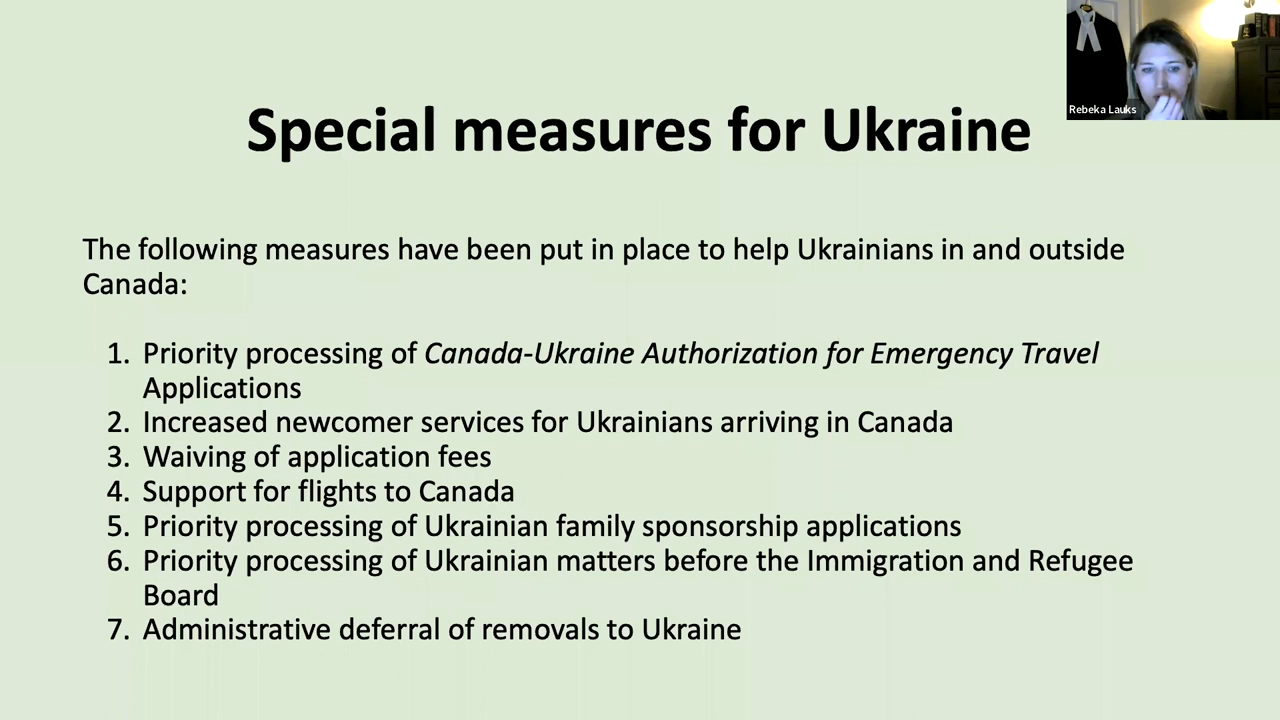 Rebeka Lauks
Special measures for Ukraine
The following measures have been put in place to help Ukrainians in and outside
Canada:
1. Priority processing of Canada-Ukraine Authorization for Emergency Travel
Applications
2. Increased newcomer services for Ukrainians arriving in Canada
3. Waiving of application fees
4. Support for flights to Canada
5. Priority processing of Ukrainian family sponsorship applications
6. Priority processing of Ukrainian matters before the Immigration and Refugee
Board
7. Administrative deferral of removals to Ukraine